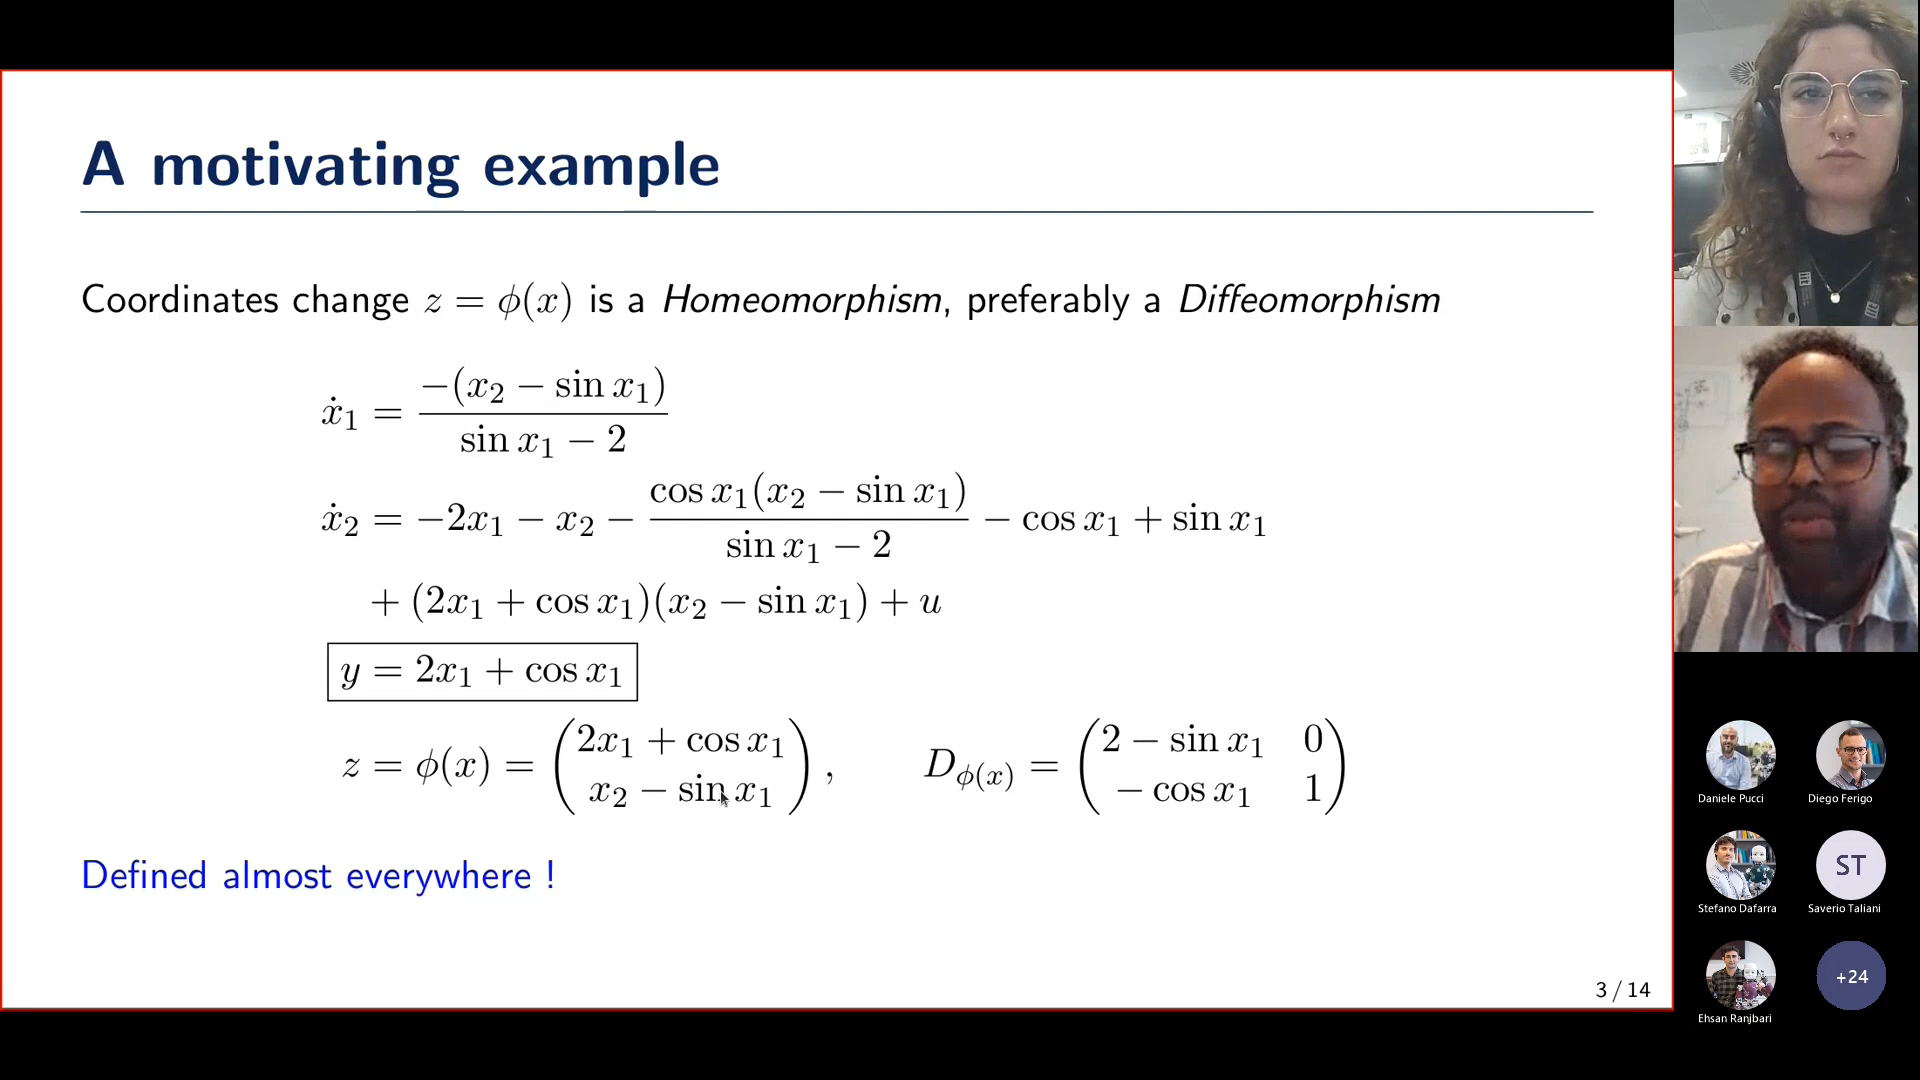 A motivating example
Coordinates change z = ϕ(x) is a Homeomorphism, preferably a Diffeomorphism
ẋ₁ = −(x₂ − sin x₁) / (sin x₁ − 2)
ẋ₂ = −2x₁ − x₂ − cos x₁(x₂ − sin x₁) / (sin x₁ − 2) − cos x₁ + sin x₁
+ (2x₁ + cos x₁)(x₂ − sin x₁) + u
y = 2x₁ + cos x₁
z = ϕ(x) = (2x₁ + cos x₁; x₂ − sin x₁), D_ϕ(x) = (2 − sin x₁ 0; − cos x₁ 1)
Defined almost everywhere !
3 / 14
Daniele Pucci
Diego Ferigo
ST
Stefano Dafarra
Saverio Taliani
+24
Ehsan Ranjbari